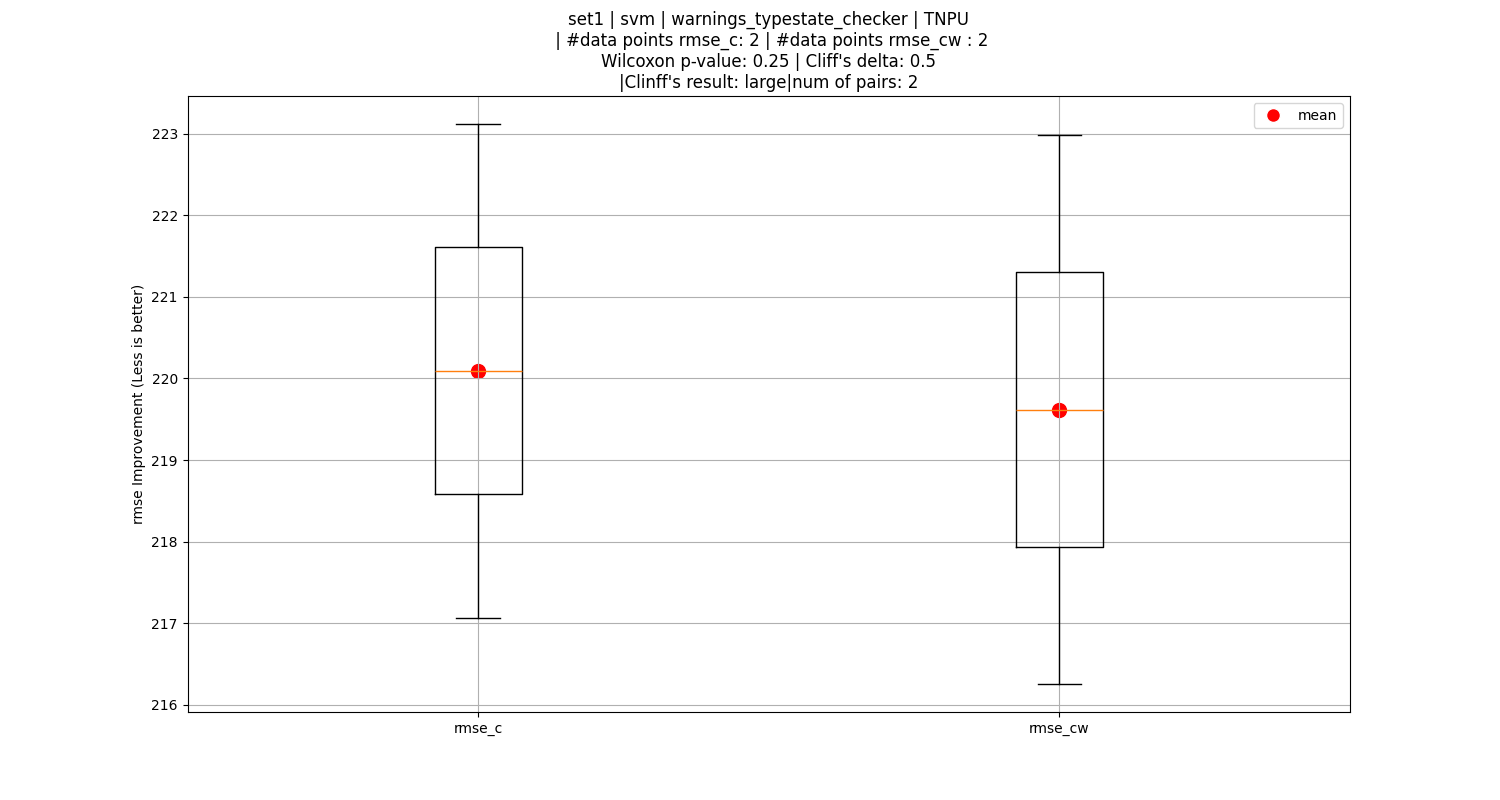 set1 | svm | warnings_typestate_checker | TNPU
| #data points rmse_c: 2 | #data points rmse_cw : 2
Wilcoxon p-value: 0.25 | Cliff's delta: 0.5
|Clinff's result: large|num of pairs: 2
mean
rmse Improvement (Less is better)
223
222
221
220
219
218
217
216
rmse_c
rmse_cw